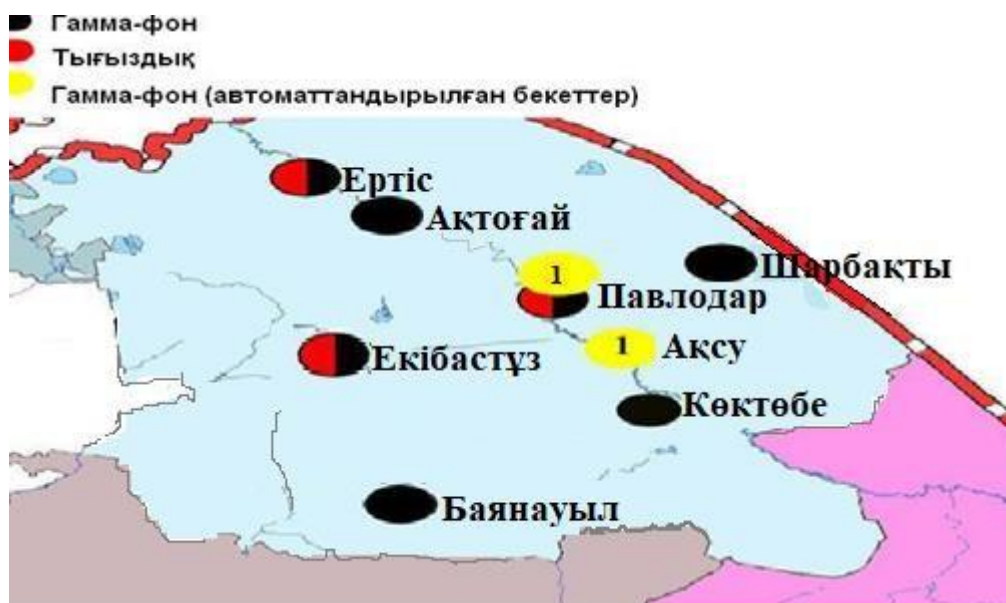 Гамма-фон
Тығыздық
Гамма-фон (автоматтандырылған бекеттер)
Ертіс
Ақтоғай
1
Шарбақты
Павлодар
1 Ақсу
Екібастұз
Көктөбе
Баянауыл